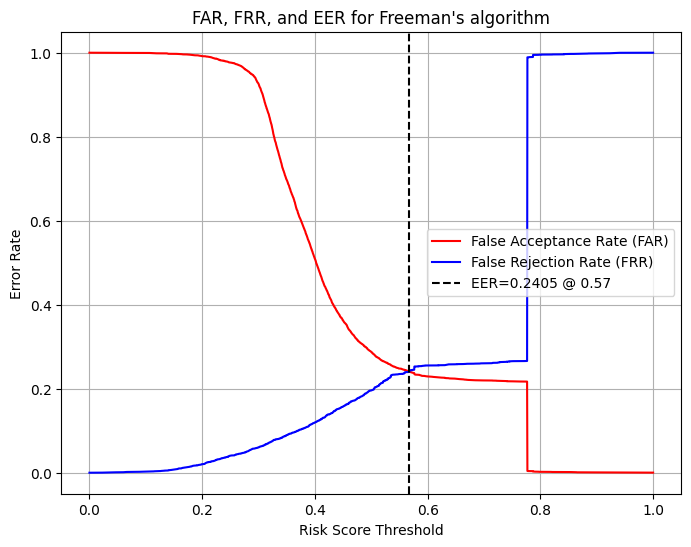 FAR, FRR, and EER for Freeman's algorithm
Error Rate
1.0
0.8
0.6
0.4
0.2
0.0
False Acceptance Rate (FAR)
False Rejection Rate (FRR)
EER=0.2405 @ 0.57
0.0 0.2 0.4 0.6 0.8 1.0
Risk Score Threshold